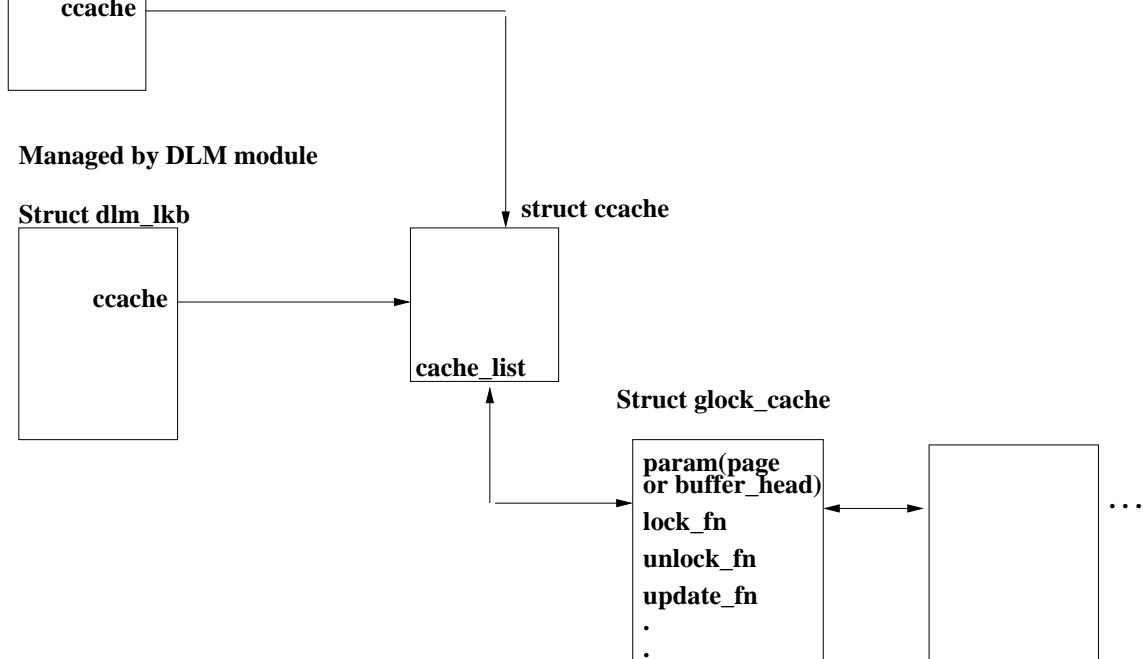 ccache
Managed by DLM module
Struct dlm_lkb
struct ccache
ccache
cache_list
Struct glock_cache
param(page
or buffer_head)
lock_fn
unlock_fn
update_fn
.
.
...